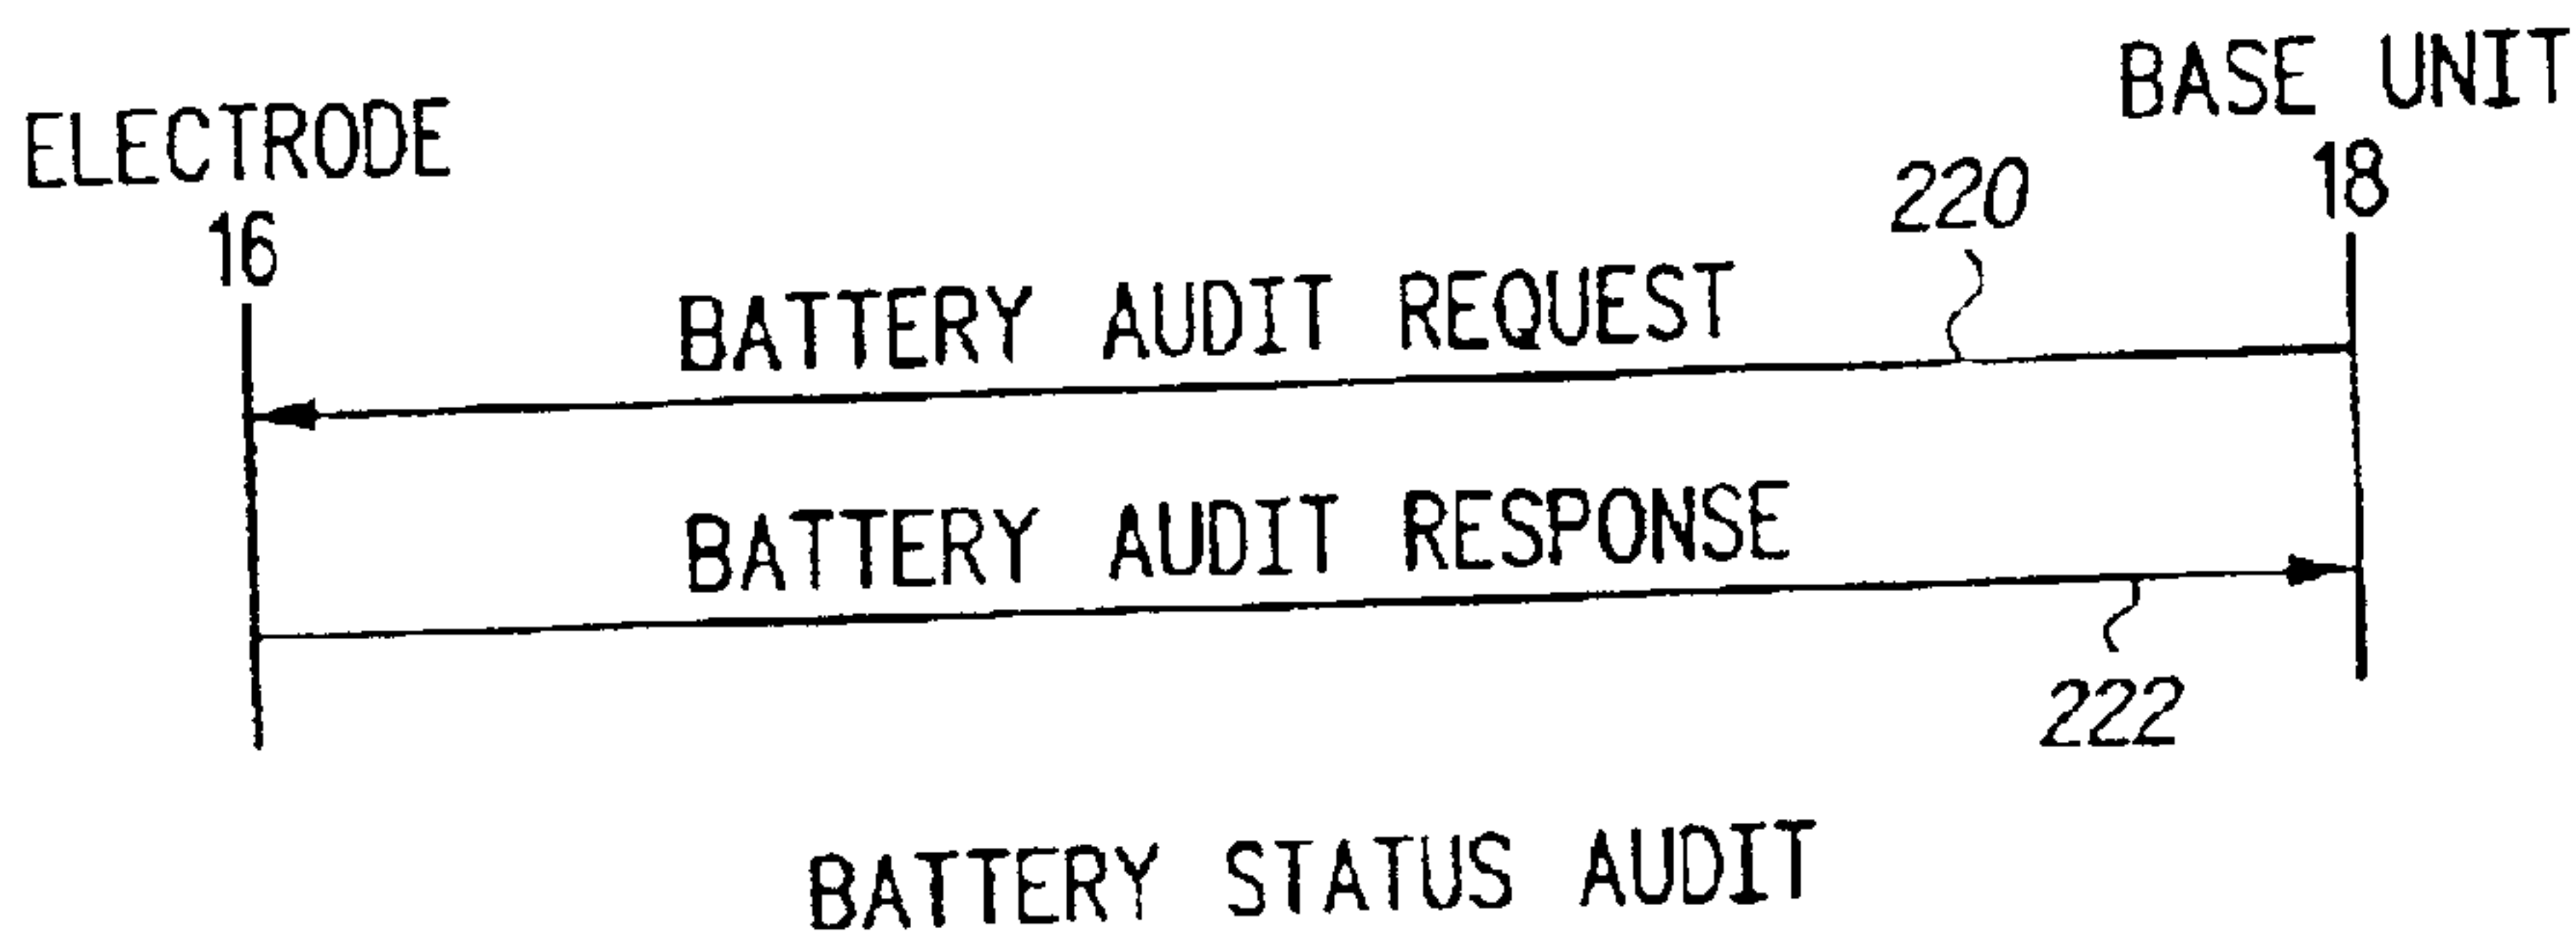 ELECTRODE
16
BASE UNIT
18
220
BATTERY AUDIT REQUEST
BATTERY AUDIT RESPONSE
222
BATTERY STATUS AUDIT